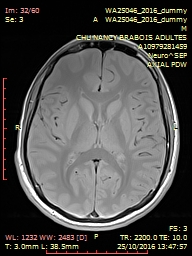 Im: 32/60 WA25046_2016_dummy
Se: 3 A WA25046_2016_dummy
M
CHU NANCY BRABOIS ADULTES
A10979281459
Neuro^SEP
AXIAL PDW
R
FS: 3
WL: 1232 WW: 2483 [D] P TR: 2200.0 TE: 10.0
T: 3.0mm L: 38.5mm 25/10/2016 13:47:57